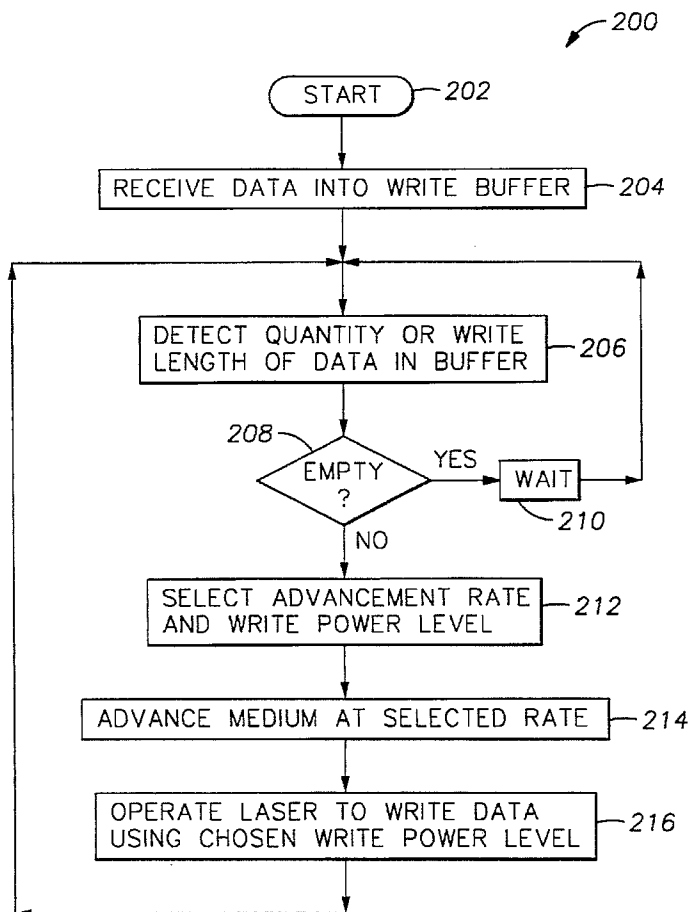 200
START 202
RECEIVE DATA INTO WRITE BUFFER 204
DETECT QUANTITY OR WRITE
LENGTH OF DATA IN BUFFER 206
208
EMPTY
?
YES
WAIT
210
NO
SELECT ADVANCEMENT RATE
AND WRITE POWER LEVEL 212
ADVANCE MEDIUM AT SELECTED RATE 214
OPERATE LASER TO WRITE DATA
USING CHOSEN WRITE POWER LEVEL 216